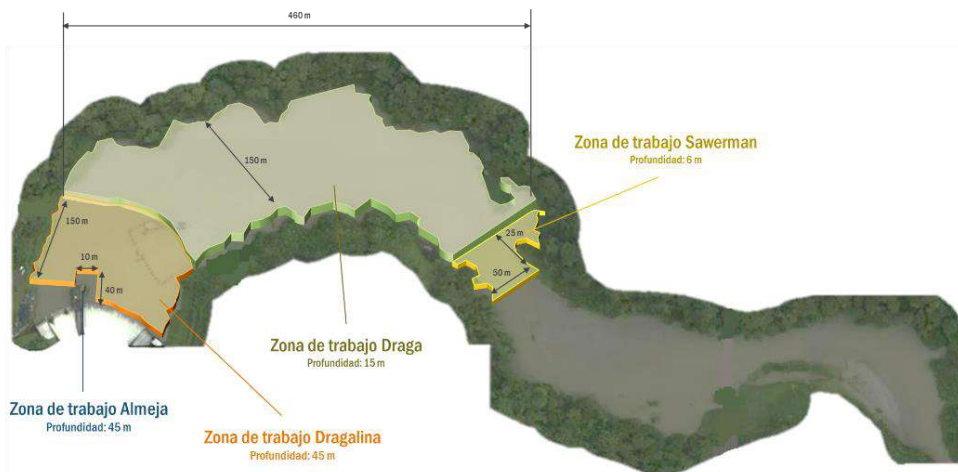 460 m
150 m
Zona de trabajo Sawerman
Profundidad: 6 m
150 m
25 m
10 m
50 m
40 m
Zona de trabajo Draga
Profundidad: 15 m
Zona de trabajo Almeja
Profundidad: 45 m
Zona de trabajo Dragalina
Profundidad: 45 m